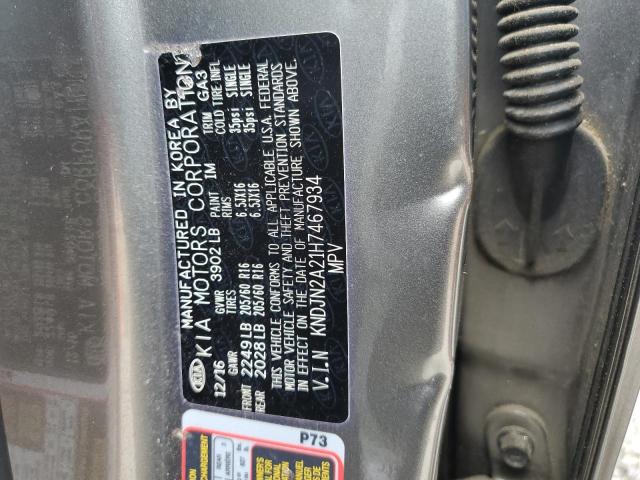 MANUFACTURED IN KOREA BY
KIA MOTORS CORPORATION
KIA
12/16 GVWR 3902 LB PAINT IM TRIM GA3
GAWR TIRES RIMS COLD TIRE INFL
FRONT 2249 LB 205/60 R16 6.5JX16 35psi SINGLE
REAR 2028 LB 205/60 R16 6.5JX16 35psi SINGLE
THIS VEHICLE CONFORMS TO ALL APPLICABLE U.S.A. FEDERAL
MOTOR VEHICLE SAFETY AND THEFT PREVENTION STANDARDS
IN EFFECT ON THE DATE OF MANUFACTURE SHOWN ABOVE.
V.I.N KNDJN2A21H7467934
MPV
P73